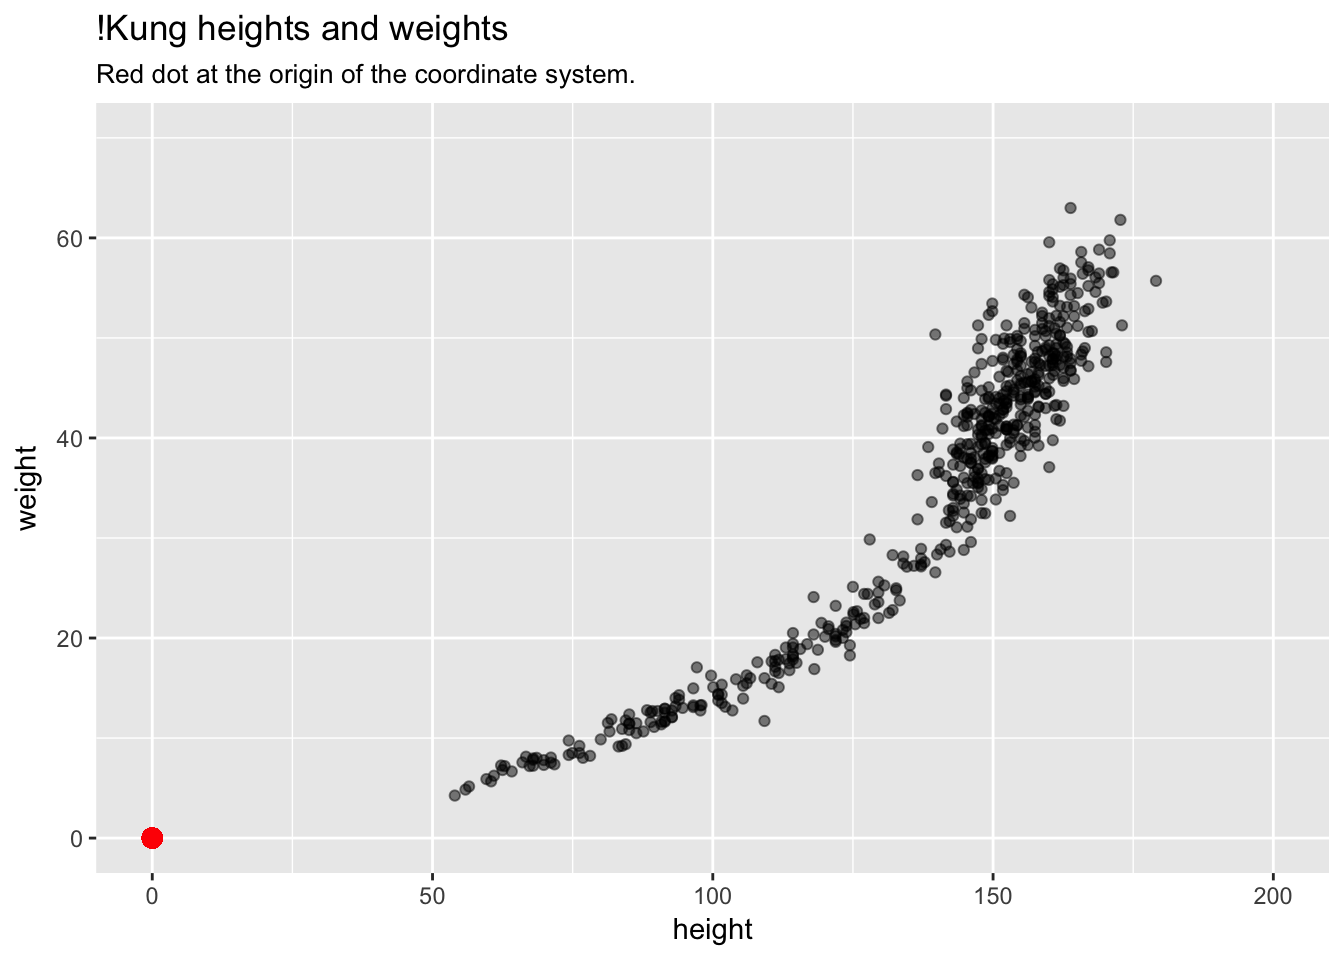 !Kung heights and weights
Red dot at the origin of the coordinate system.
60
40
20
0
weight
0 50 100 150 200
height